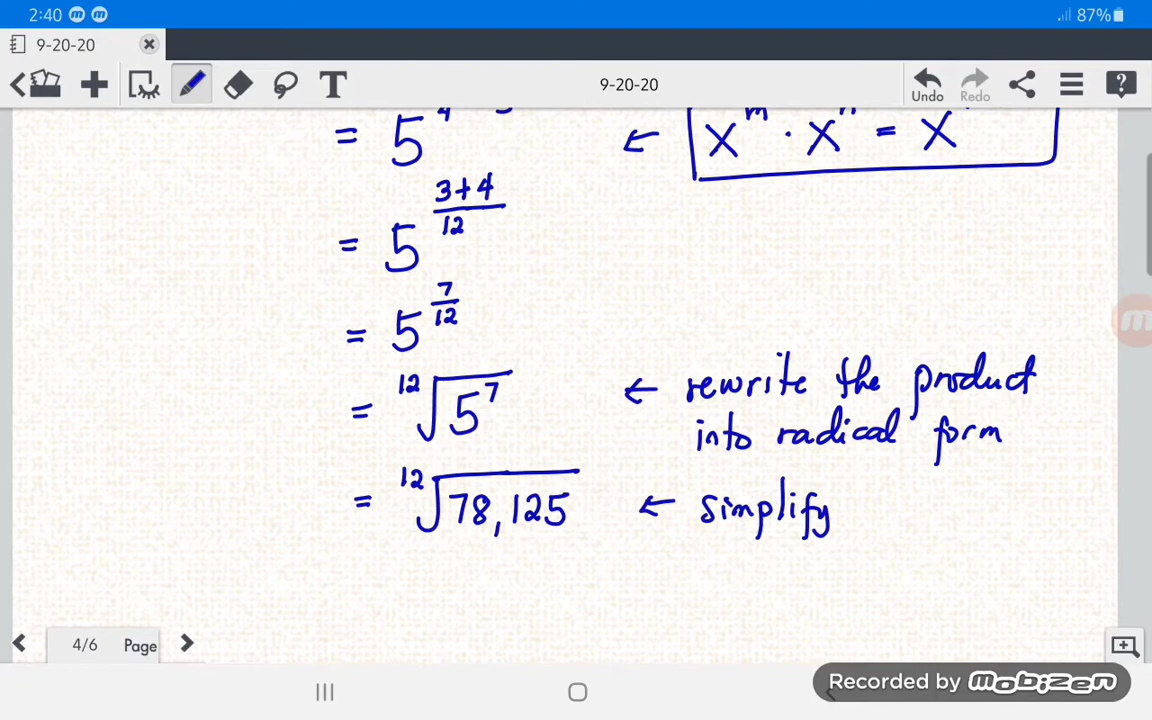 2:40 87%
9-20-20
9-20-20 Undo Redo
= 5 ← x^m · x = x
= 5^((3+4)/12)
= 5^(7/12)
= ¹²√5⁷ ← rewrite the product
into radical form
= ¹²√78,125 ← simplify
4/6 Page
Recorded by mobizen